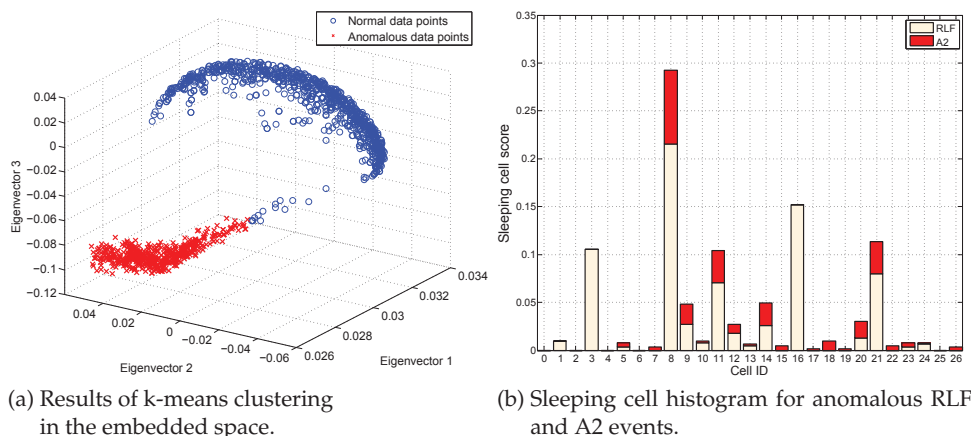 Normal data points
Anomalous data points
0.04
0.02
0
−0.02
−0.04
−0.06
−0.08
−0.1
−0.12
Eigenvector 3
0.04
0.02
0
−0.02
−0.04
−0.06
Eigenvector 2
0.026
0.028
0.03
0.032
0.034
Eigenvector 1
(a) Results of k-means clustering
in the embedded space.
RLF
A2
0.35
0.3
0.25
0.2
0.15
0.1
0.05
0
Sleeping cell score
0 1 2 3 4 5 6 7 8 9 10 11 12 13 14 15 16 17 18 19 20 21 22 23 24 25 26
Cell ID
(b) Sleeping cell histogram for anomalous RLF
and A2 events.